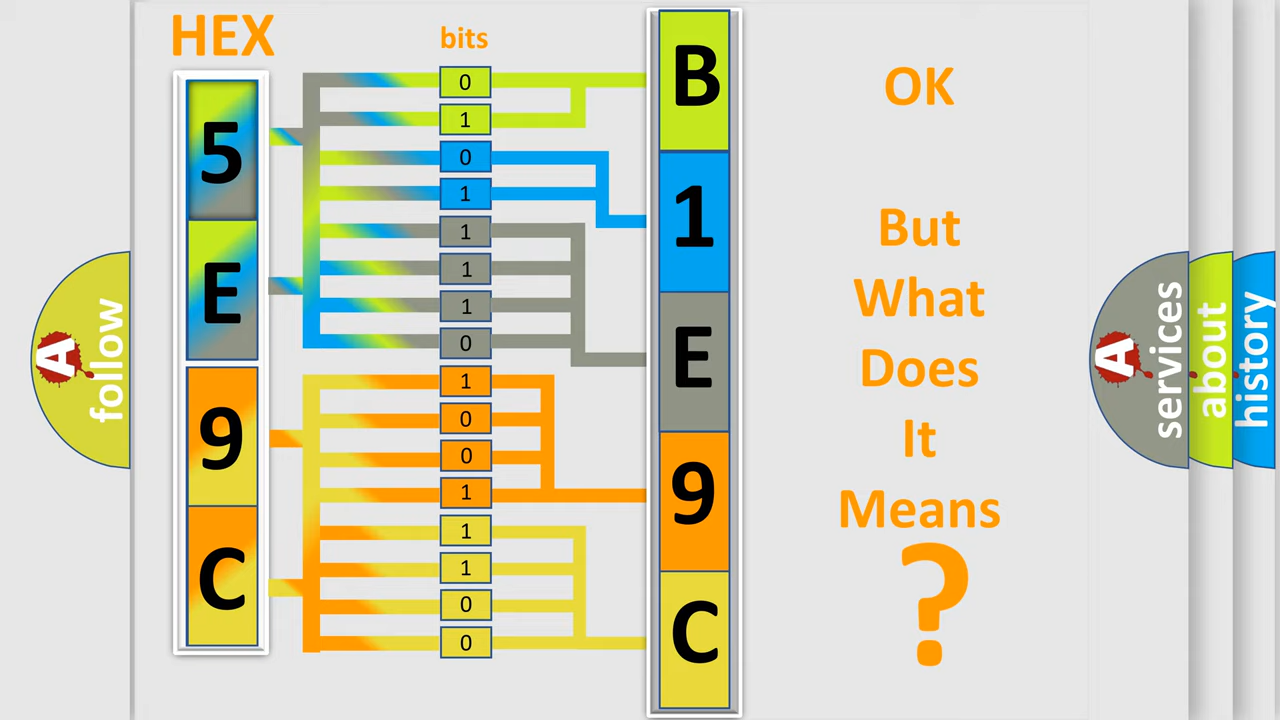 HEX
bits
5
E
9
C
0
1
0
1
1
1
1
0
1
0
0
1
1
1
0
0
B
1
E
9
C
OK
But
What
Does
It
Means
?
A
follow
A
services
about
history